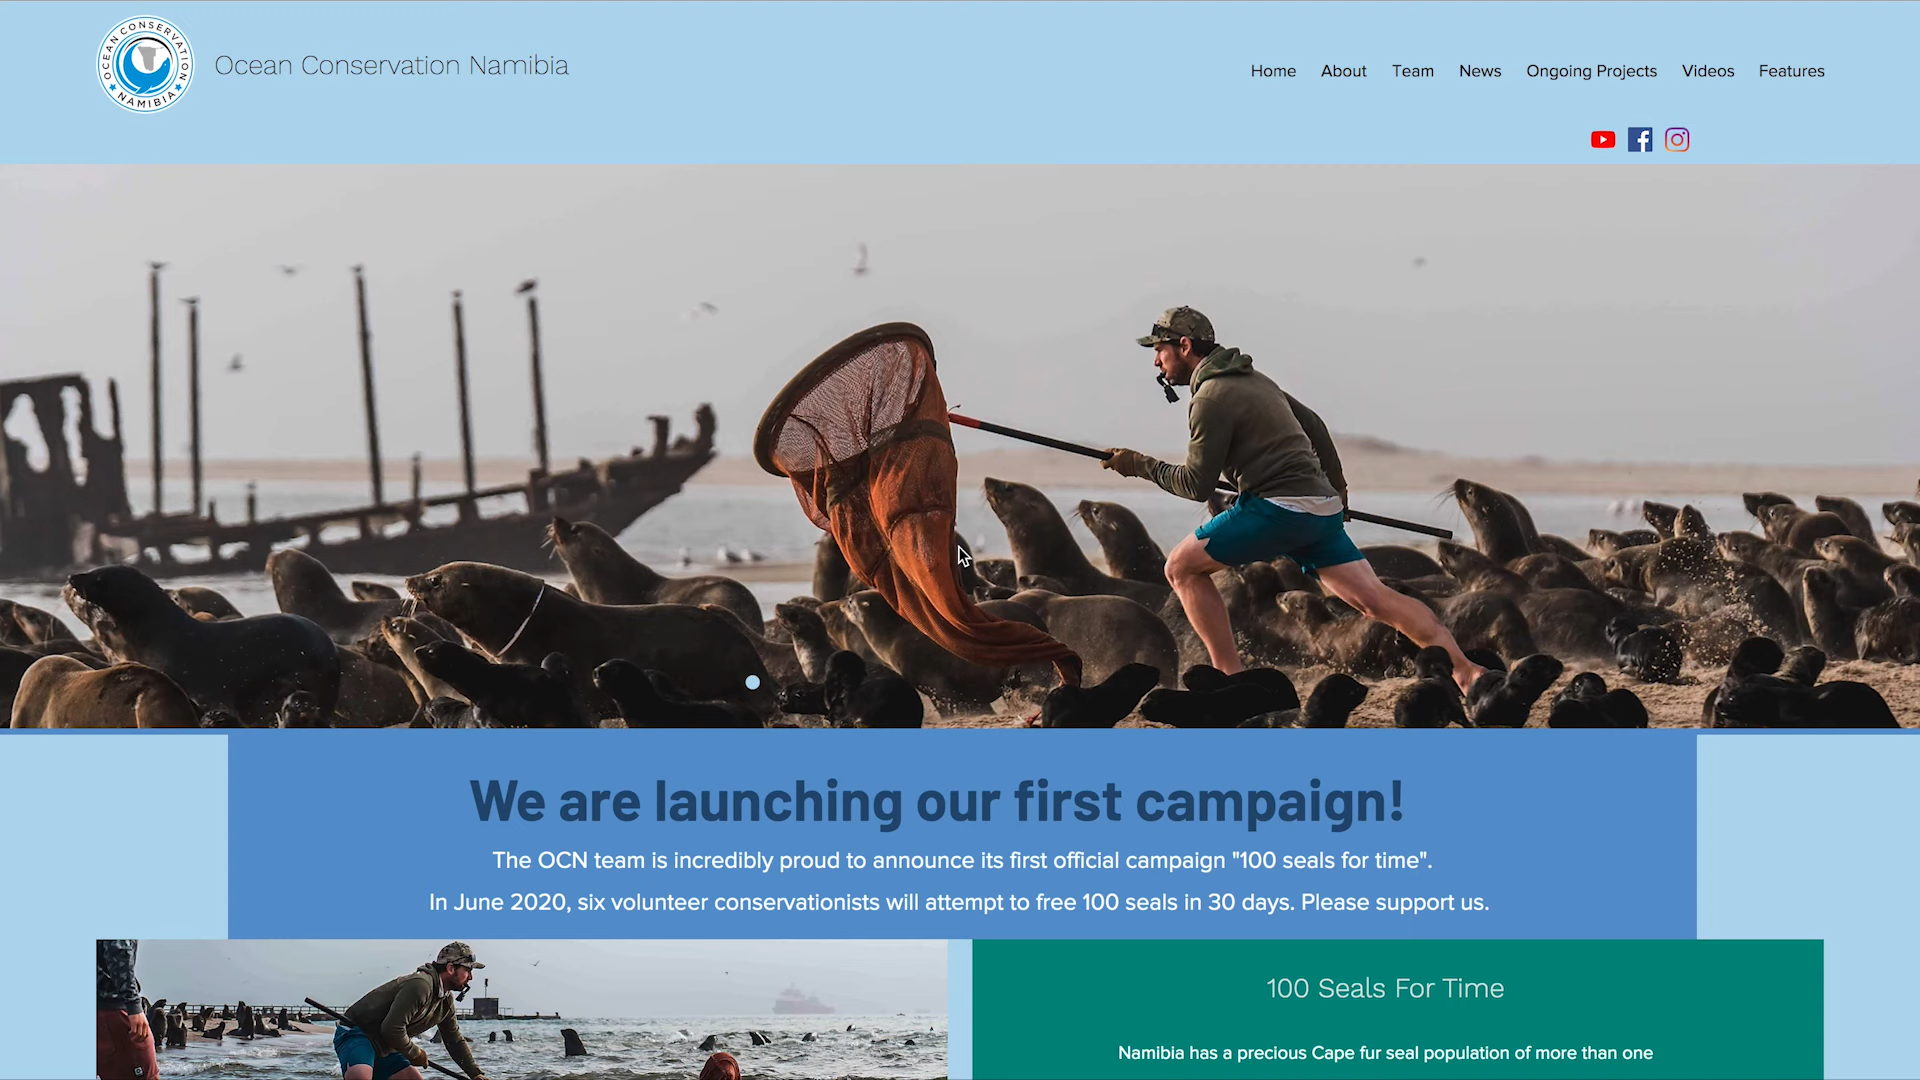 OCEAN CONSERVATION
NAMIBIA
Ocean Conservation Namibia
Home About Team News Ongoing Projects Videos Features
We are launching our first campaign!
The OCN team is incredibly proud to announce its first official campaign "100 seals for time".
In June 2020, six volunteer conservationists will attempt to free 100 seals in 30 days. Please support us.
100 Seals For Time
Namibia has a precious Cape fur seal population of more than one